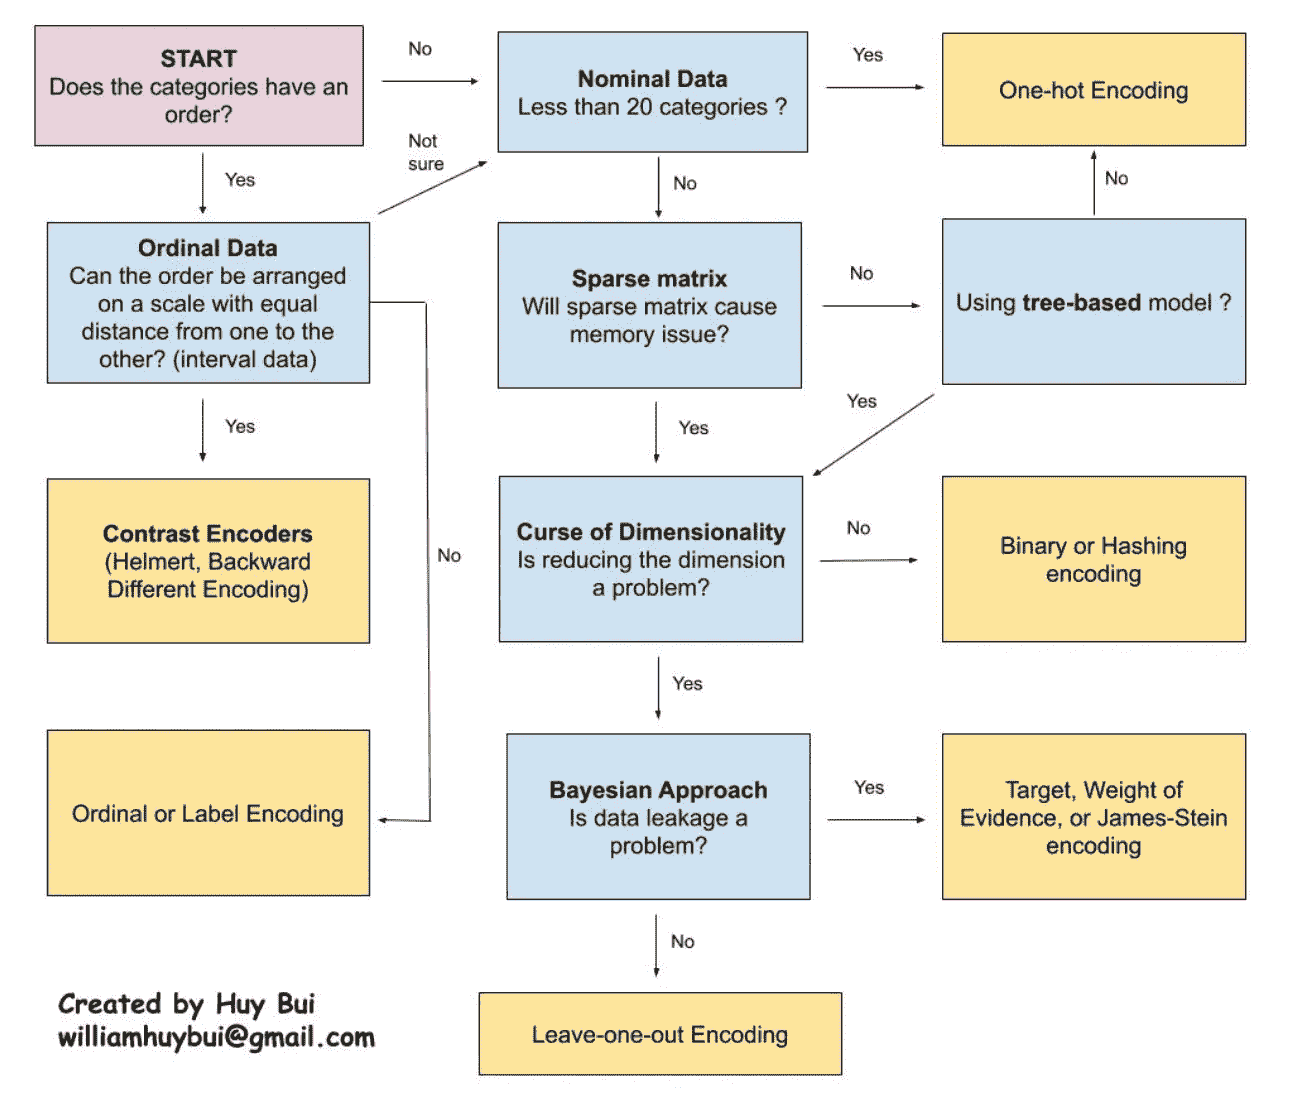 START
Does the categories have an
order?
No
Nominal Data
Less than 20 categories ?
Yes
One-hot Encoding
Not
sure
Yes
No
No
Ordinal Data
Can the order be arranged
on a scale with equal
distance from one to the
other? (interval data)
Sparse matrix
Will sparse matrix cause
memory issue?
No
Using tree-based model ?
Yes
Yes
Yes
Contrast Encoders
(Helmert, Backward
Different Encoding)
No
Curse of Dimensionality
Is reducing the dimension
a problem?
No
Binary or Hashing
encoding
Yes
Ordinal or Label Encoding
Bayesian Approach
Is data leakage a
problem?
Yes
Target, Weight of
Evidence, or James-Stein
encoding
No
Created by Huy Bui
williamhuybui@gmail.com
Leave-one-out Encoding